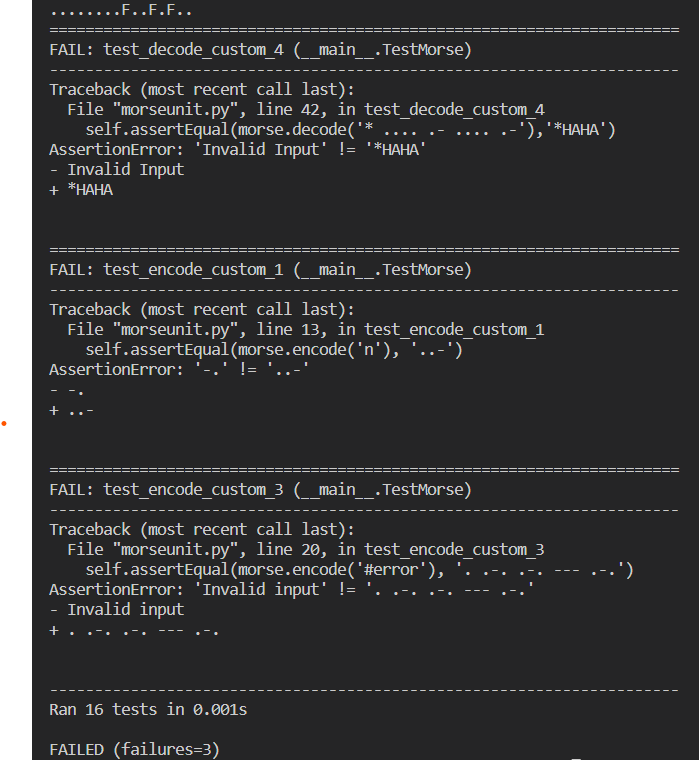 ........F..F.F..
======================================================================
FAIL: test_decode_custom_4 (__main__.TestMorse)
----------------------------------------------------------------------
Traceback (most recent call last):
  File "morseunit.py", line 42, in test_decode_custom_4
    self.assertEqual(morse.decode('* .... .- .... .-'),'*HAHA')
AssertionError: 'Invalid Input' != '*HAHA'
- Invalid Input
+ *HAHA
======================================================================
FAIL: test_encode_custom_1 (__main__.TestMorse)
----------------------------------------------------------------------
Traceback (most recent call last):
  File "morseunit.py", line 13, in test_encode_custom_1
    self.assertEqual(morse.encode('n'), '..-')
AssertionError: '-.' != '..-'
- -.
+ ..-
======================================================================
FAIL: test_encode_custom_3 (__main__.TestMorse)
----------------------------------------------------------------------
Traceback (most recent call last):
  File "morseunit.py", line 20, in test_encode_custom_3
    self.assertEqual(morse.encode('#error'), '. .-. .-. --- .-.')
AssertionError: 'Invalid input' != '. .-. .-. --- .-.'
- Invalid input
+ . .-. .-. --- .-.
----------------------------------------------------------------------
Ran 16 tests in 0.001s
FAILED (failures=3)